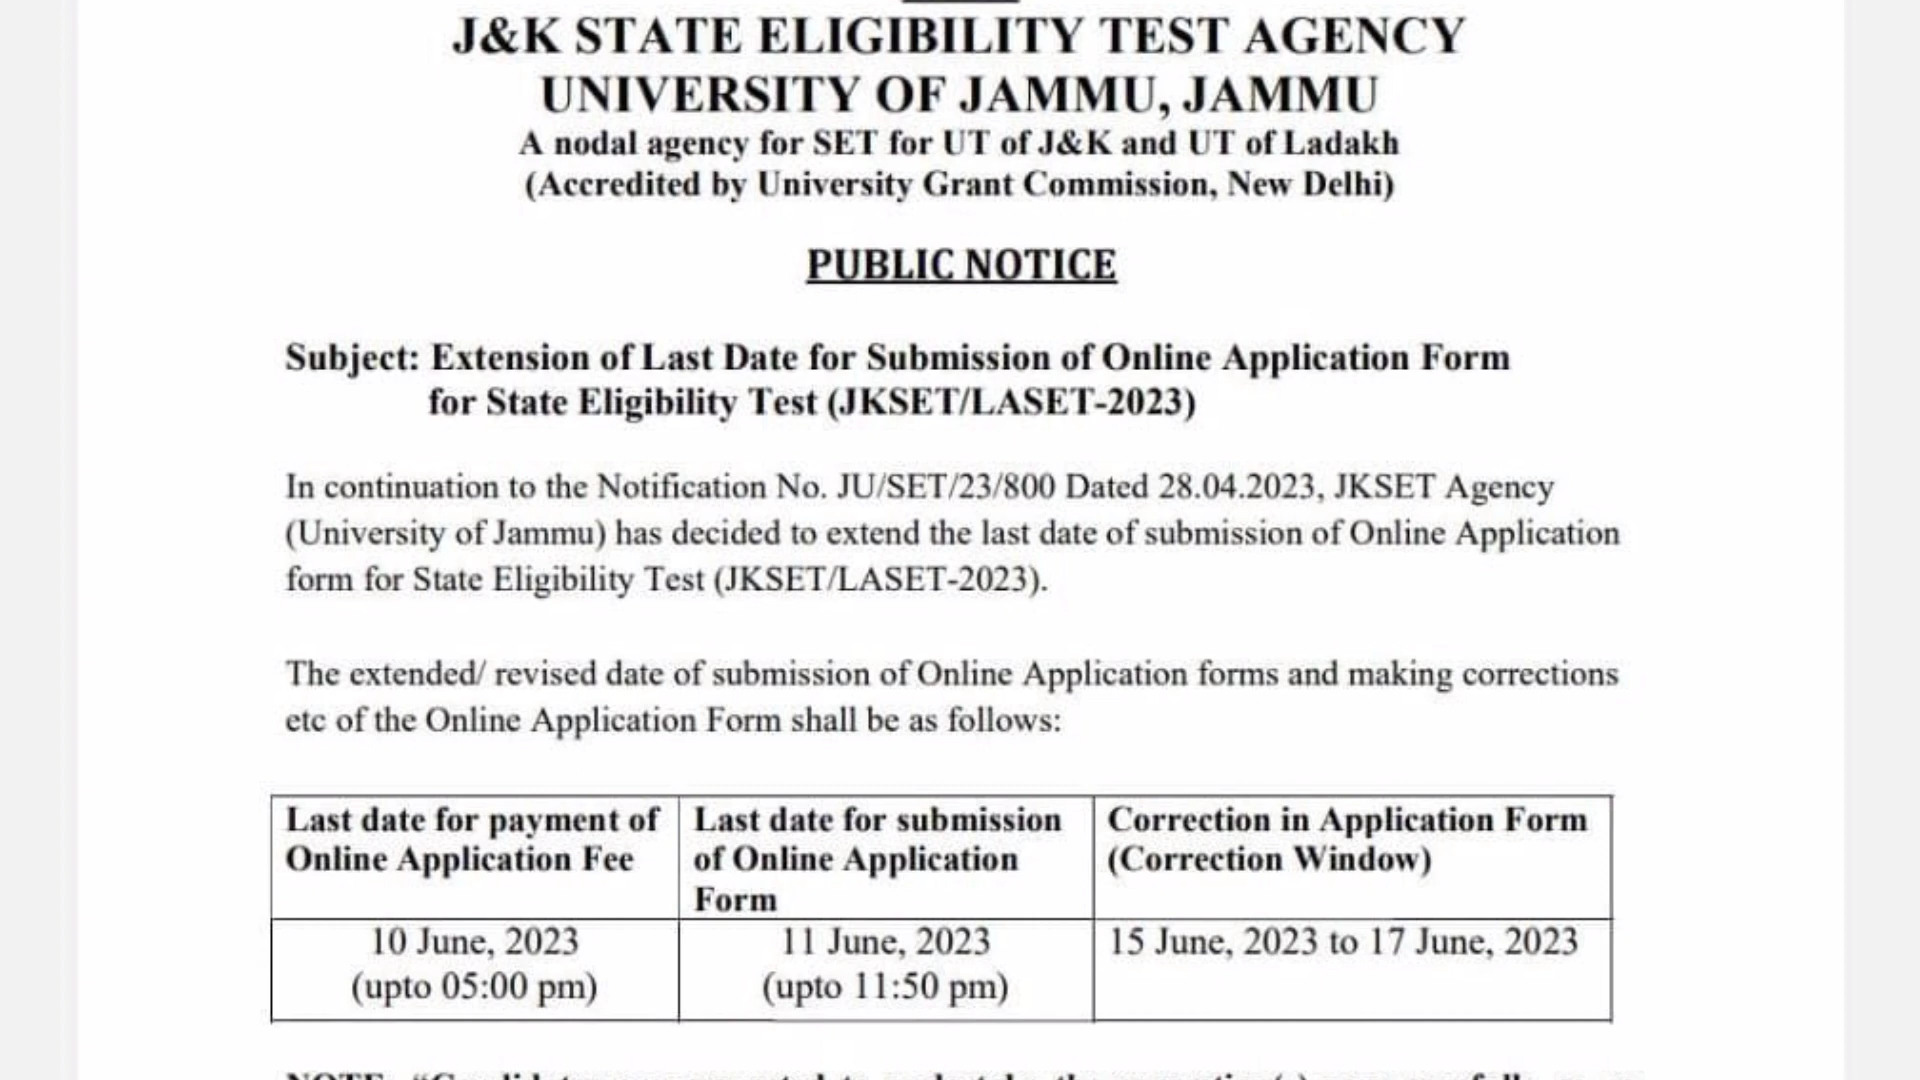 J&K STATE ELIGIBILITY TEST AGENCY
UNIVERSITY OF JAMMU, JAMMU
A nodal agency for SET for UT of J&K and UT of Ladakh
(Accredited by University Grant Commission, New Delhi)
PUBLIC NOTICE
Subject: Extension of Last Date for Submission of Online Application Form
for State Eligibility Test (JKSET/LASET-2023)
In continuation to the Notification No. JU/SET/23/800 Dated 28.04.2023, JKSET Agency
(University of Jammu) has decided to extend the last date of submission of Online Application
form for State Eligibility Test (JKSET/LASET-2023).
The extended/ revised date of submission of Online Application forms and making corrections
etc of the Online Application Form shall be as follows:
Last date for payment of
Online Application Fee
Last date for submission
of Online Application
Form
Correction in Application Form
(Correction Window)
10 June, 2023
(upto 05:00 pm)
11 June, 2023
(upto 11:50 pm)
15 June, 2023 to 17 June, 2023